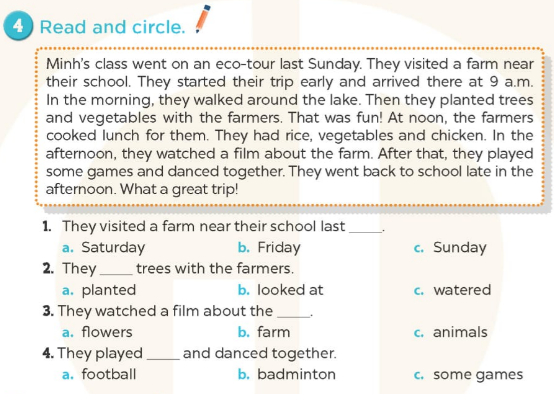 4 Read and circle.
Minh's class went on an eco-tour last Sunday. They visited a farm near
their school. They started their trip early and arrived there at 9 a.m.
In the morning, they walked around the lake. Then they planted trees
and vegetables with the farmers. That was fun! At noon, the farmers
cooked lunch for them. They had rice, vegetables and chicken. In the
afternoon, they watched a film about the farm. After that, they played
some games and danced together. They went back to school late in the
afternoon. What a great trip!
1. They visited a farm near their school last _____.
a. Saturday b. Friday c. Sunday
2. They _____ trees with the farmers.
a. planted b. looked at c. watered
3. They watched a film about the _____.
a. flowers b. farm c. animals
4. They played _____ and danced together.
a. football b. badminton c. some games